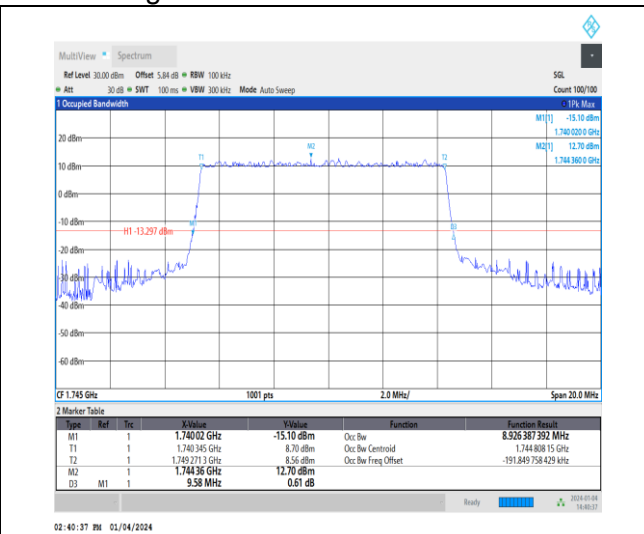 MultiView Spectrum
Ref Level 30.00 dBm Offset 5.84 dB RBW 100 kHz SGL
Att 30 dB SWT 100 ms VBW 300 kHz Mode Auto Sweep Count 100/100
1 Occupied Bandwidth 1Pk Max
M1[1] -15.10 dBm
1.740 020 0 GHz
M2[1] 12.70 dBm
1.744 360 0 GHz
20 dBm
M2
T1 T2
10 dBm
0 dBm
-10 dBm
M1 D3
H1 -13.297 dBm
-20 dBm
-30 dBm
-40 dBm
-50 dBm
-60 dBm
CF 1.745 GHz 1001 pts 2.0 MHz/ Span 20.0 MHz
2 Marker Table
Type Ref Trc X-Value Y-Value Function Function Result
M1 1 1.740 02 GHz -15.10 dBm Occ Bw 8.926 387 392 MHz
T1 1 1.740 345 GHz 8.70 dBm Occ Bw Centroid 1.744 808 15 GHz
T2 1 1.749 271 3 GHz 8.56 dBm Occ Bw Freq Offset -191.849 758 429 kHz
M2 1 1.744 36 GHz 12.70 dBm
D3 M1 1 9.58 MHz 0.61 dB
Ready 2024-01-04
14:40:37
02:40:37 PM 01/04/2024